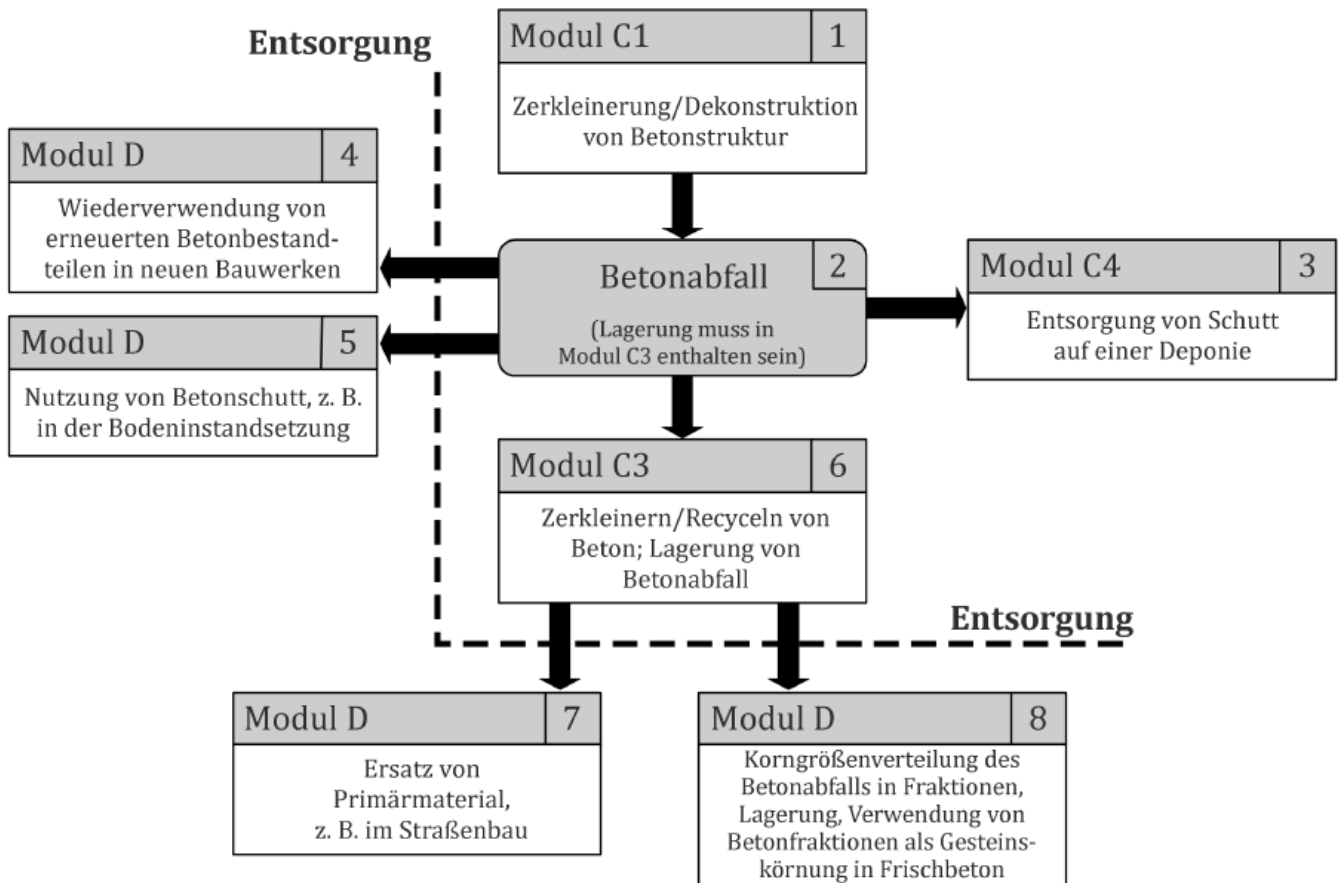 Entsorgung
Modul C1 1
Zerkleinerung/Dekonstruktion
von Betonstruktur
Modul D 4
Wiederverwendung von
erneuerten Betonbestand-
teilen in neuen Bauwerken
Betonabfall 2
(Lagerung muss in
Modul C3 enthalten sein)
Modul C4 3
Entsorgung von Schutt
auf einer Deponie
Modul D 5
Nutzung von Betonschutt, z. B.
in der Bodeninstandsetzung
Modul C3 6
Zerkleinern/Recyceln von
Beton; Lagerung von
Betonabfall
Entsorgung
Modul D 7
Ersatz von
Primärmaterial,
z. B. im Straßenbau
Modul D 8
Korngrößenverteilung des
Betonabfalls in Fraktionen,
Lagerung, Verwendung von
Betonfraktionen als Gesteins-
körnung in Frischbeton